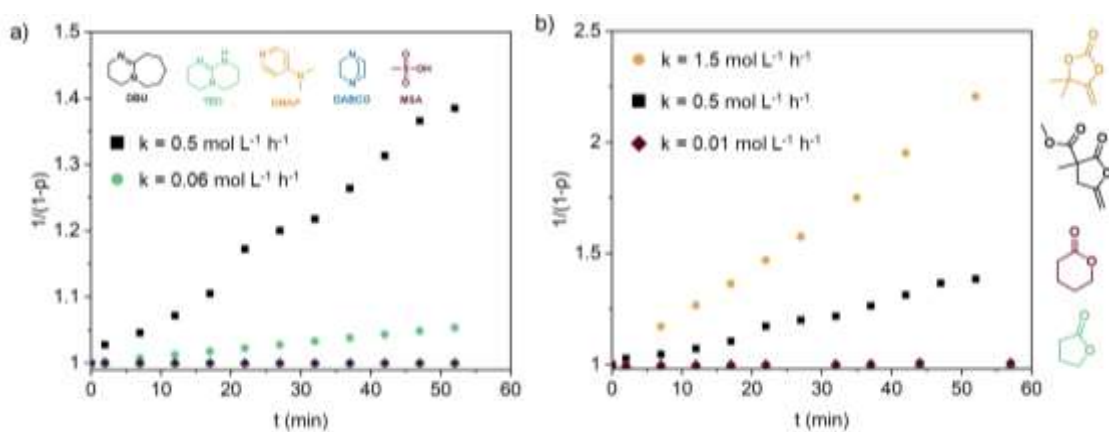 a)
1.5
1.4
1.3
1.2
1.1
1
1/(1-p)
N
N
DBU
N
H
N
N
TBD
N
N
DMAP
N
N
DABCO
O
S
OH
O
MSA
k = 0.5 mol L-1 h-1
k = 0.06 mol L-1 h-1
0
10
20
30
40
50
60
t (min)
b)
2.5
2
1.5
1
1/(1-p)
k = 1.5 mol L-1 h-1
k = 0.5 mol L-1 h-1
k = 0.01 mol L-1 h-1
0
10
20
30
40
50
60
t (min)
O
O
O
O
O
O
O
O
O
O
O